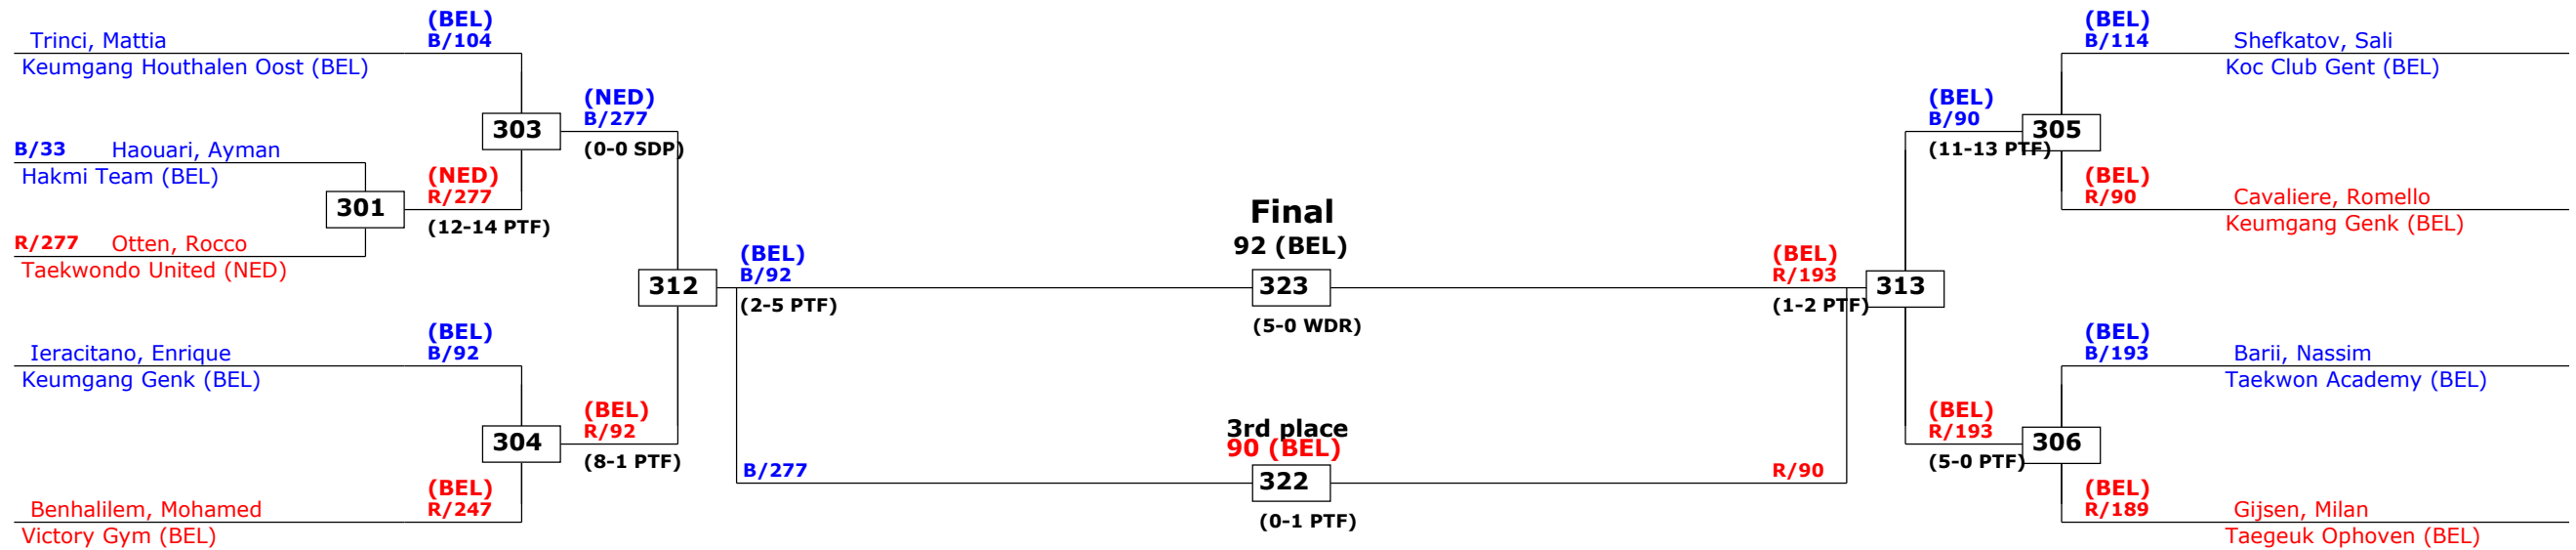 (BEL)
B/104
Trinci, Mattia
Keumgang Houthalen Oost (BEL)
303
(NED)
B/277
(0-0 SDP)
B/33 Haouari, Ayman
Hakmi Team (BEL)
(NED)
R/277
301
(12-14 PTF)
R/277 Otten, Rocco
Taekwondo United (NED)
312
(BEL)
B/92
(2-5 PTF)
(BEL)
B/92
Ieracitano, Enrique
Keumgang Genk (BEL)
304
(BEL)
R/92
(8-1 PTF)
(BEL)
R/247
Benhalilem, Mohamed
Victory Gym (BEL)
Final
92 (BEL)
323
(5-0 WDR)
3rd place
90 (BEL)
B/277
322
R/90
(0-1 PTF)
(BEL)
R/193
(1-2 PTF)
313
(BEL)
B/114
Shefkatov, Sali
Koc Club Gent (BEL)
(BEL)
B/90
305
(11-13 PTF)
(BEL)
R/90
Cavaliere, Romello
Keumgang Genk (BEL)
(BEL)
B/193
Barii, Nassim
Taekwon Academy (BEL)
(BEL)
R/193
306
(5-0 PTF)
(BEL)
R/189
Gijsen, Milan
Taegeuk Ophoven (BEL)